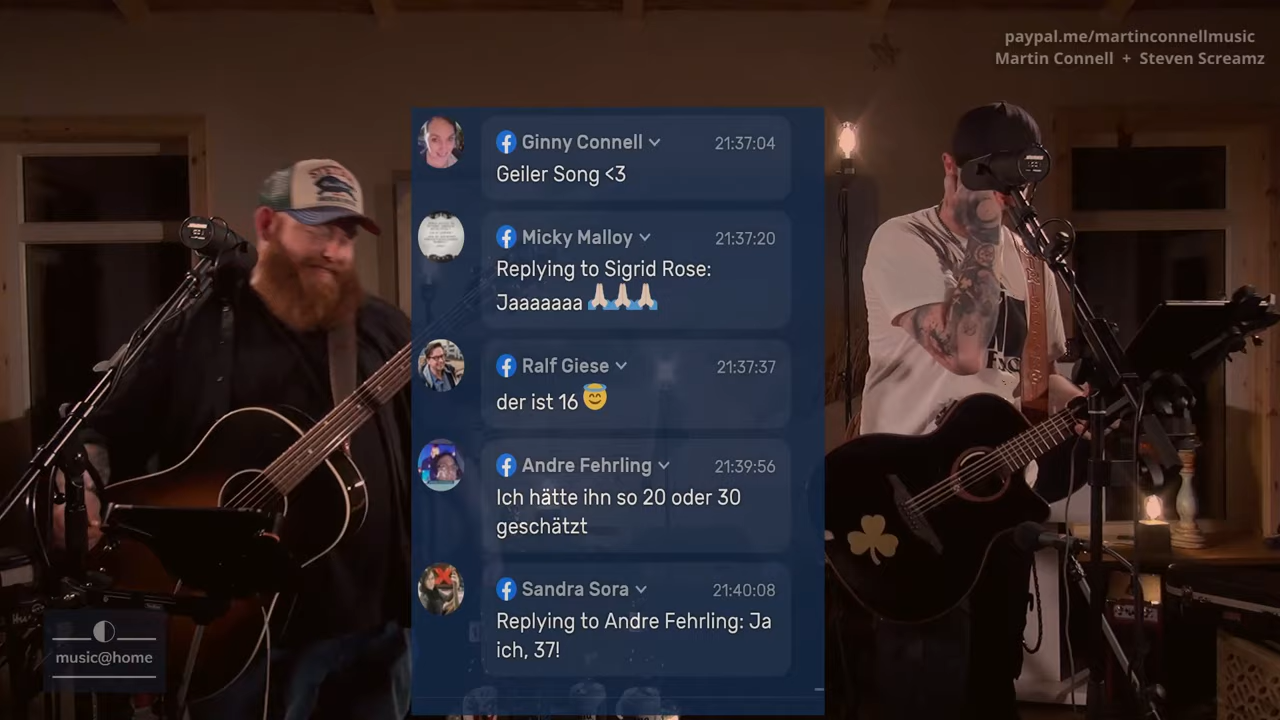 paypal.me/martinconnellmusic
Martin Connell + Steven Screamz
Ginny Connell 21:37:04
Geiler Song <3
Micky Malloy 21:37:20
Replying to Sigrid Rose:
Jaaaaaaa 🙏🏻🙏🏻🙏🏻
Ralf Giese 21:37:37
der ist 16 😇
Andre Fehrling 21:39:56
Ich hätte ihn so 20 oder 30
geschätzt
Sandra Sora 21:40:08
Replying to Andre Fehrling: Ja
ich, 37!
music@home